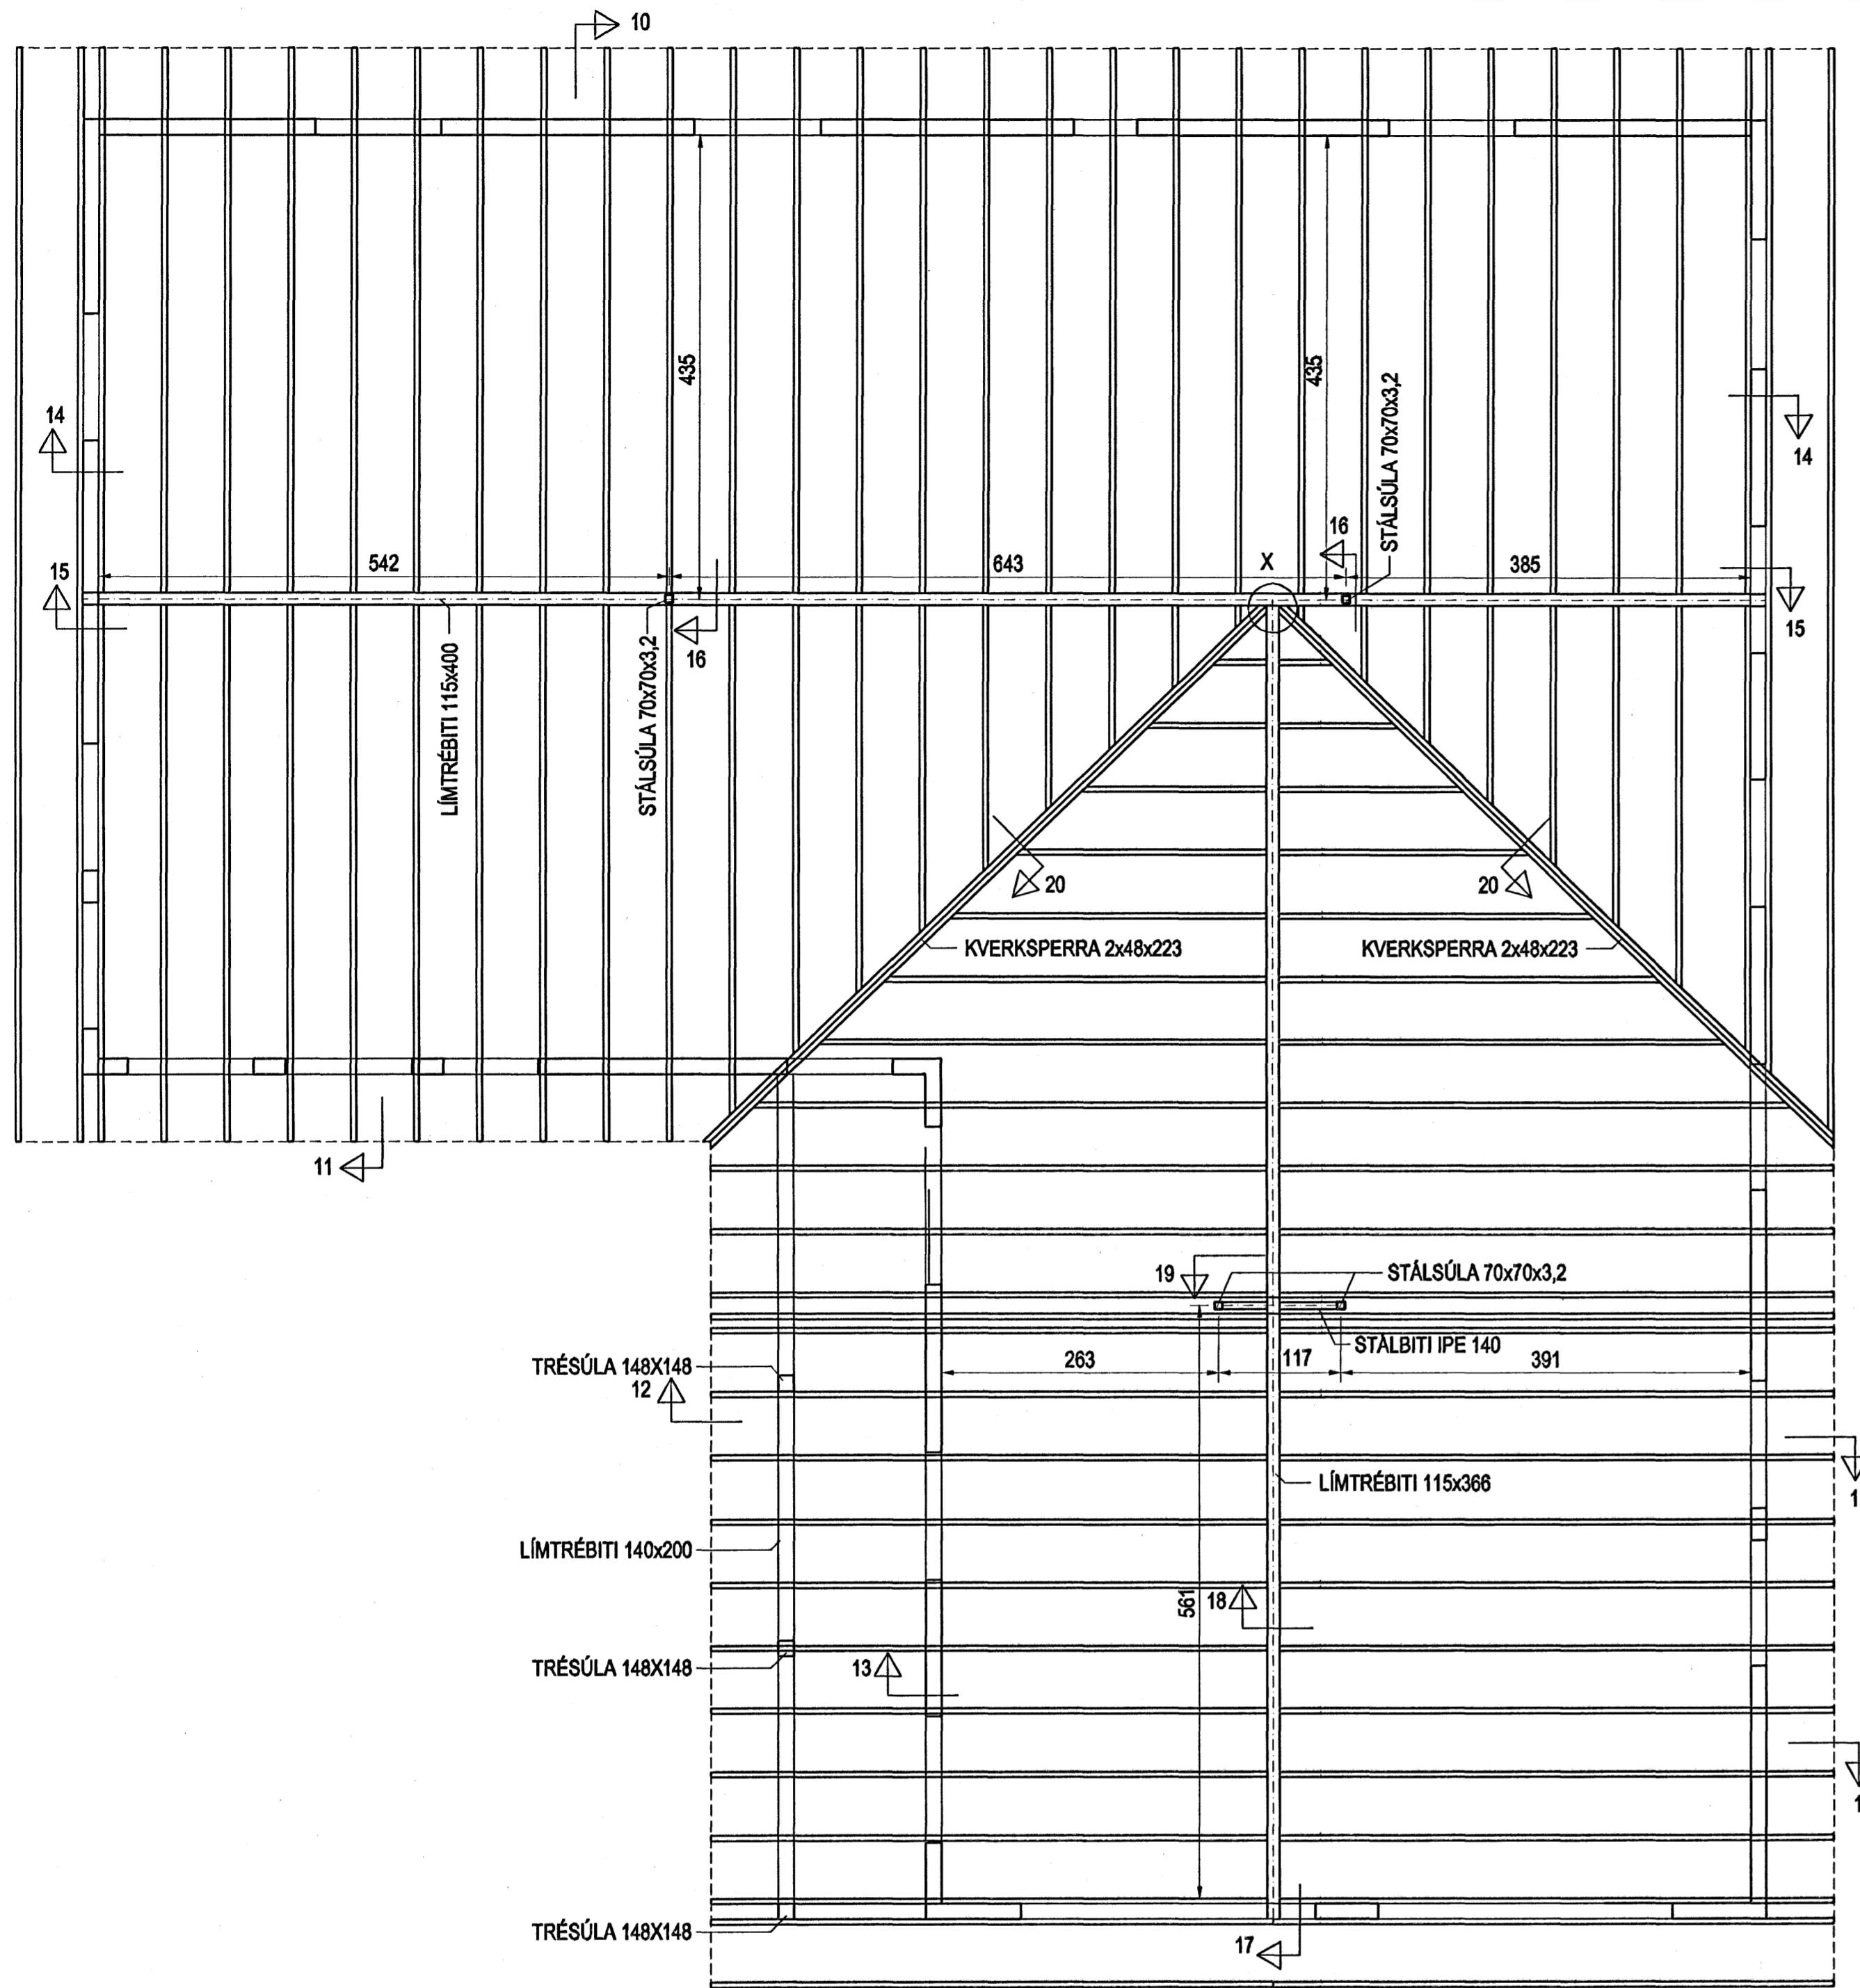 10
435
435
STÁLSÚLA 70x70x3,2
14
14
16
542
643
X
385
15
15
16
LÍMTRÉBITI 115x400
STÁLSÚLA 70x70x3,2
20
20
KVERKSPERRA 2x48x223
KVERKSPERRA 2x48x223
11
19
STÁLSÚLA 70x70x3,2
STÁLBITI IPE 140
TRÉSÚLA 148X148
263
117
391
12
LÍMTRÉBITI 115x366
1
LÍMTRÉBITI 140x200
561
18
TRÉSÚLA 148X148
13
1
TRÉSÚLA 148X148
17